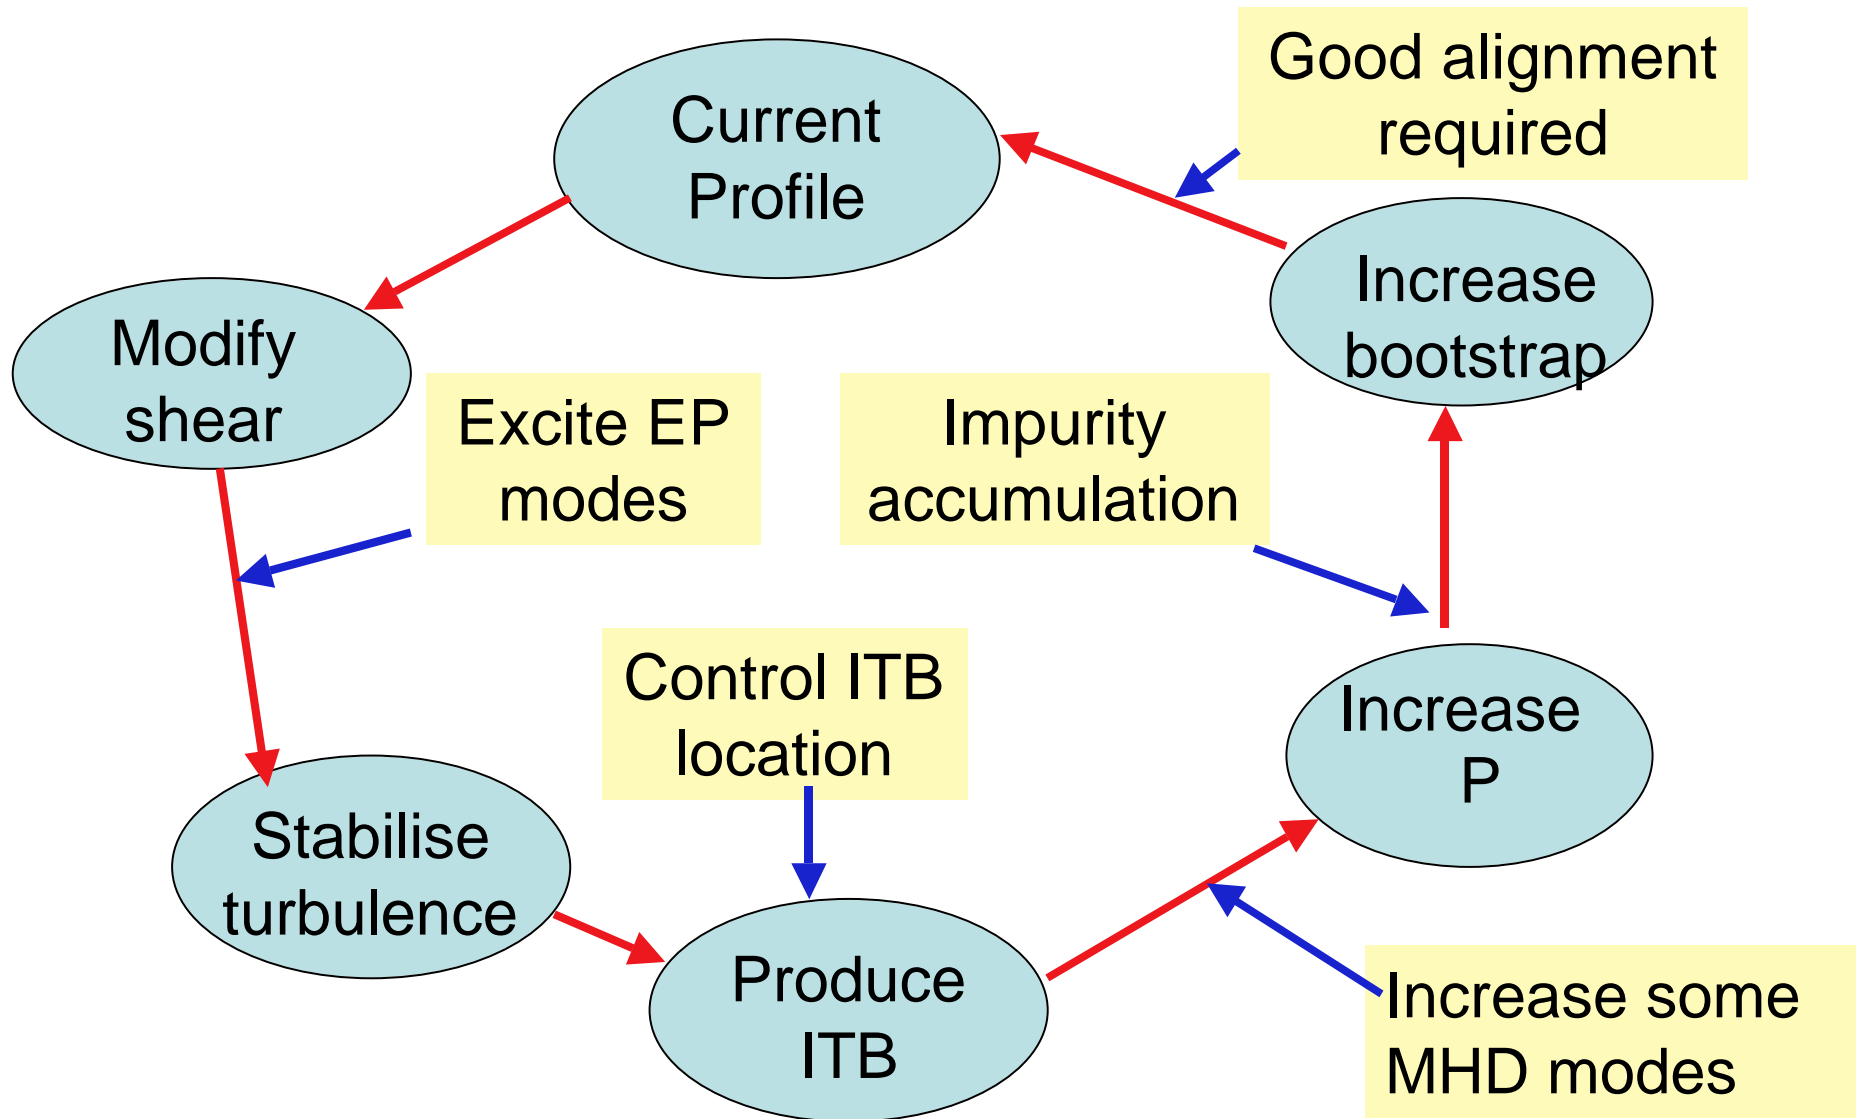 Good alignment
required
Current
Profile
Increase
bootstrap
Modify
shear
Excite EP
modes
Impurity
accumulation
Control ITB
location
Increase
P
Stabilise
turbulence
Produce
ITB
Increase some
MHD modes